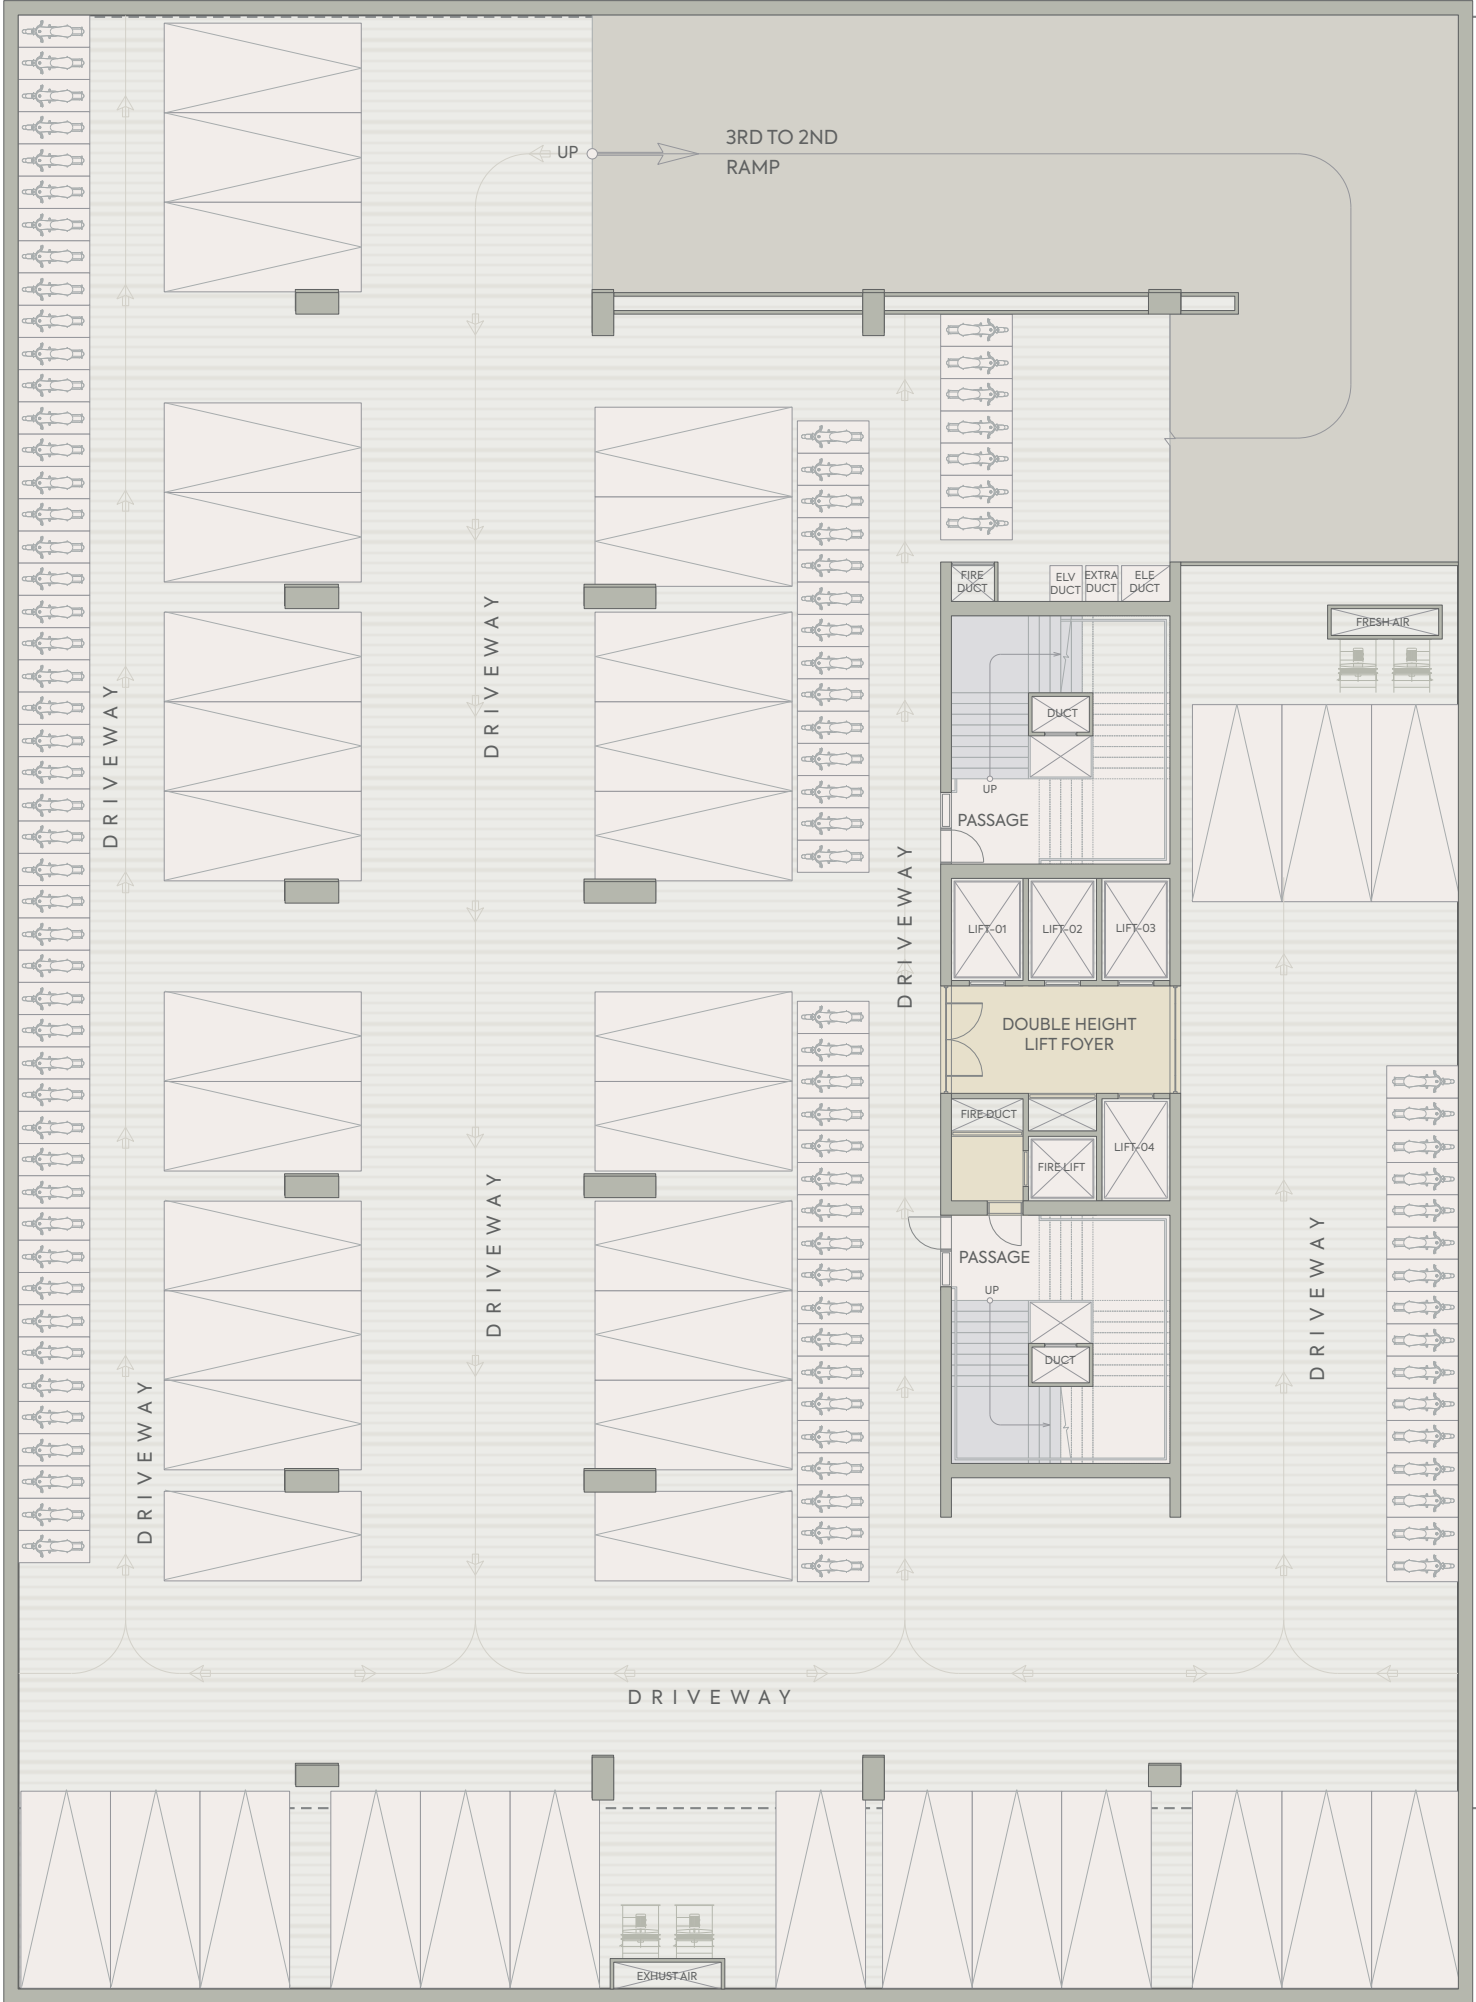 UP
3RD TO 2ND
RAMP
FIRE
DUCT
ELV
DUCT
EXTRA
DUCT
ELE
DUCT
FRESH AIR
DRIVEWAY
DRIVEWAY
DUCT
UP
PASSAGE
DRIVEWAY
LIFT-01
LIFT-02
LIFT-03
DOUBLE HEIGHT
LIFT FOYER
FIRE DUCT
LIFT-04
FIRE LIFT
DRIVEWAY
PASSAGE
UP
DRIVEWAY
DUCT
DRIVEWAY
DRIVEWAY
EXHUST AIR